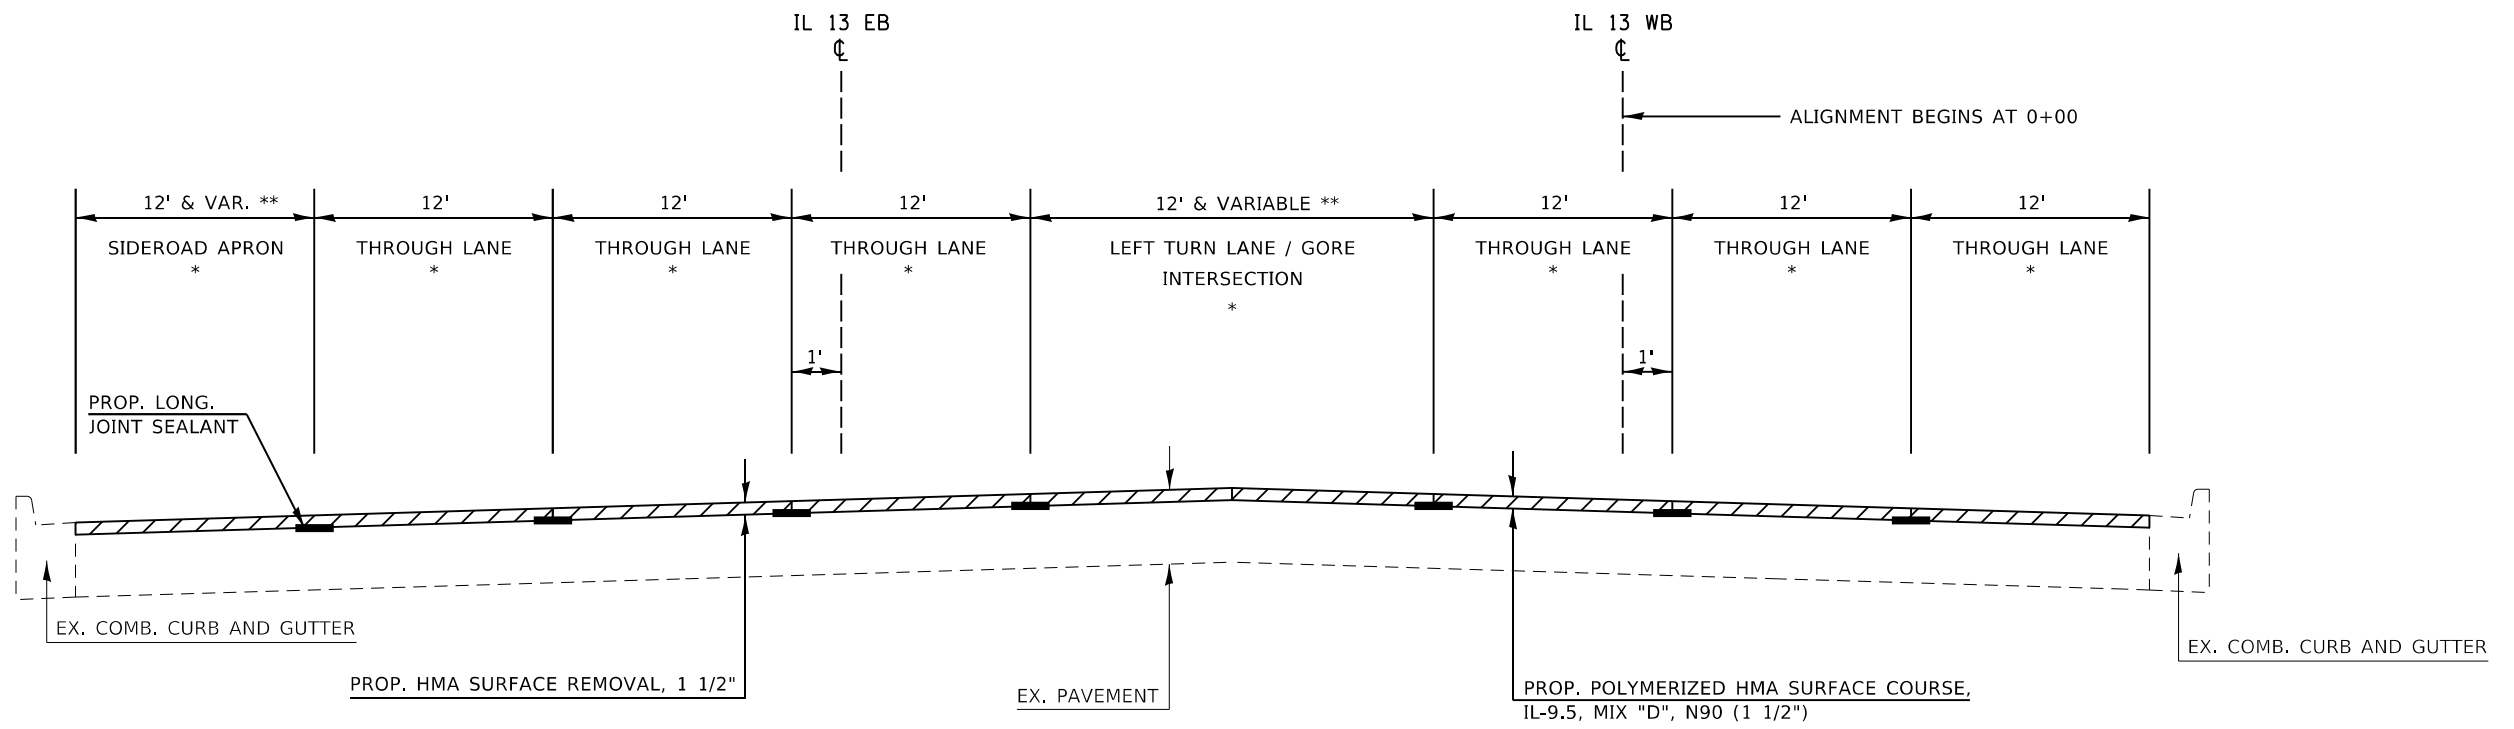 IL 13 EB
℄
IL 13 WB
℄
ALIGNMENT BEGINS AT 0+00
12' & VAR. **
12'
12'
12'
12' & VARIABLE **
12'
12'
12'
SIDEROAD APRON
*
THROUGH LANE
*
THROUGH LANE
*
THROUGH LANE
*
LEFT TURN LANE / GORE
INTERSECTION
*
THROUGH LANE
*
THROUGH LANE
*
THROUGH LANE
*
1'
1'
PROP. LONG.
JOINT SEALANT
EX. COMB. CURB AND GUTTER
PROP. HMA SURFACE REMOVAL, 1 1/2"
EX. PAVEMENT
PROP. POLYMERIZED HMA SURFACE COURSE,
IL-9.5, MIX "D", N90 (1 1/2")
EX. COMB. CURB AND GUTTER